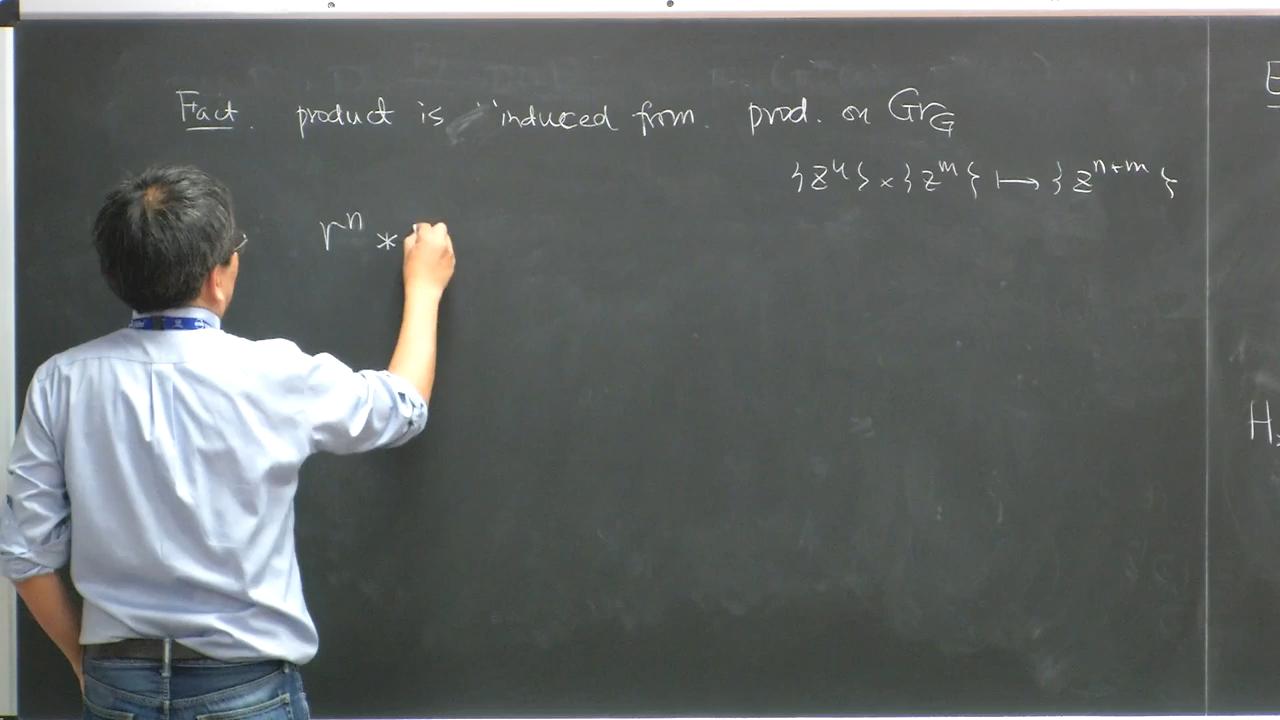 Fact. product is induced from prod. on Gr_G
{z^n} × {z^m} ↦ {z^{n+m}}
r^n *
E
H